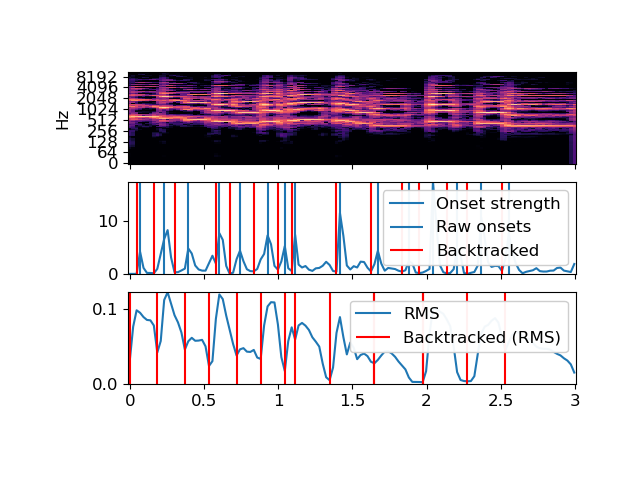 8192
4096
2048
1024
512
256
128
64
0
Hz
10
0
Onset strength
Raw onsets
Backtracked
0.1
0.0
RMS
Backtracked (RMS)
0 0.5 1 1.5 2 2.5 3